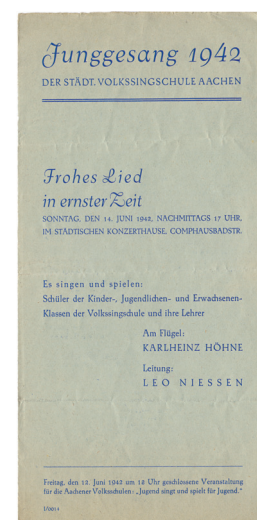 Junggesang 1942
DER STÄDT. VOLKSSINGSCHULE AACHEN
Frohes Lied
in ernster Zeit
SONNTAG, DEN 14. JUNI 1942, NACHMITTAGS 17 UHR,
IM STÄDTISCHEN KONZERTHAUSE, COMPHAUSBADSTR.
Es singen und spielen:
Schüler der Kinder-, Jugendlichen- und Erwachsenen-
Klassen der Volkssingschule und ihre Lehrer
Am Flügel:
KARLHEINZ HÖHNE
Leitung:
LEO NIESSEN
Freitag, den 12. Juni 1942 um 18 Uhr geschlossene Veranstaltung
für die Aachener Volksschulen: „Jugend singt und spielt für Jugend."
I/0014